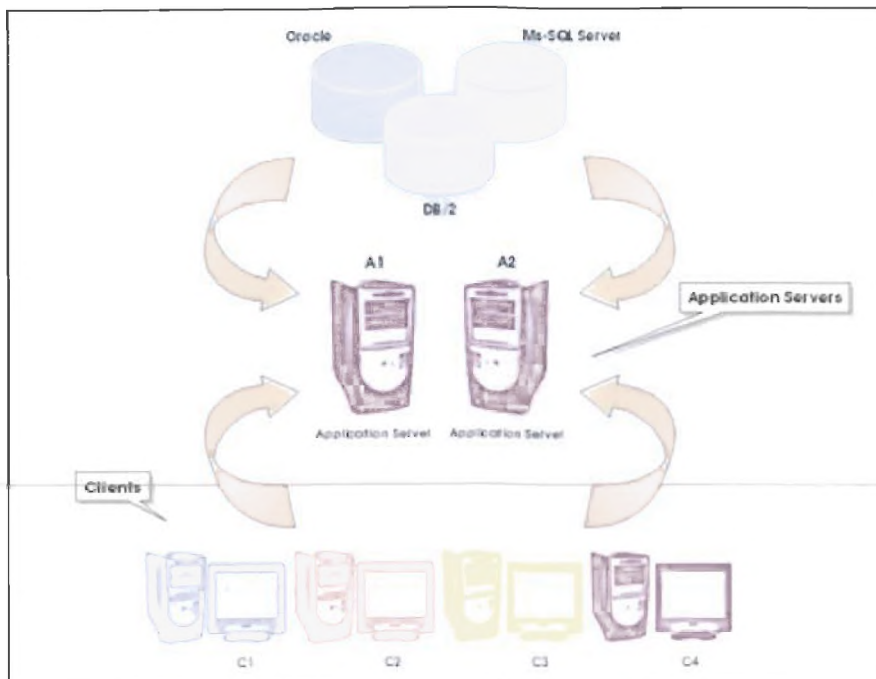 Oracle
Ms-SQL Server
DB/2
A1
A2
Application Servers
Application Server
Application Server
Clients
C1
C2
C3
C4